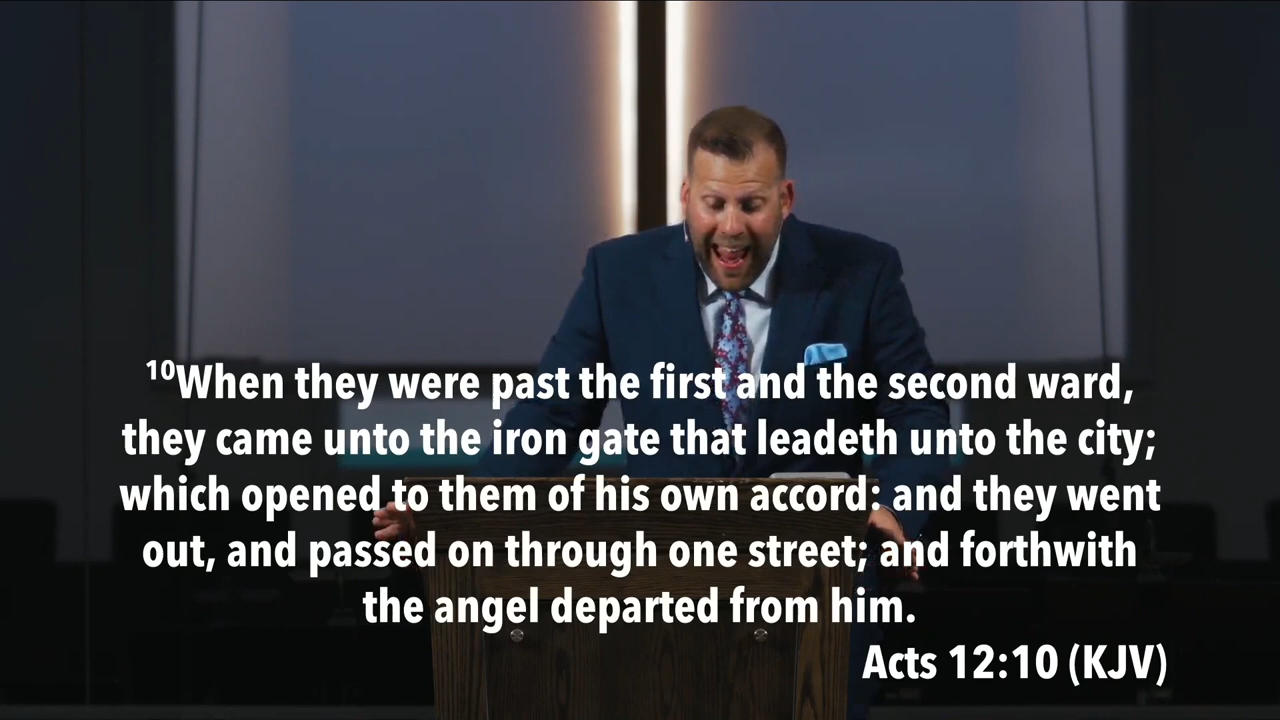 ¹⁰When they were past the first and the second ward,
they came unto the iron gate that leadeth unto the city;
which opened to them of his own accord: and they went
out, and passed on through one street; and forthwith
the angel departed from him.
Acts 12:10 (KJV)